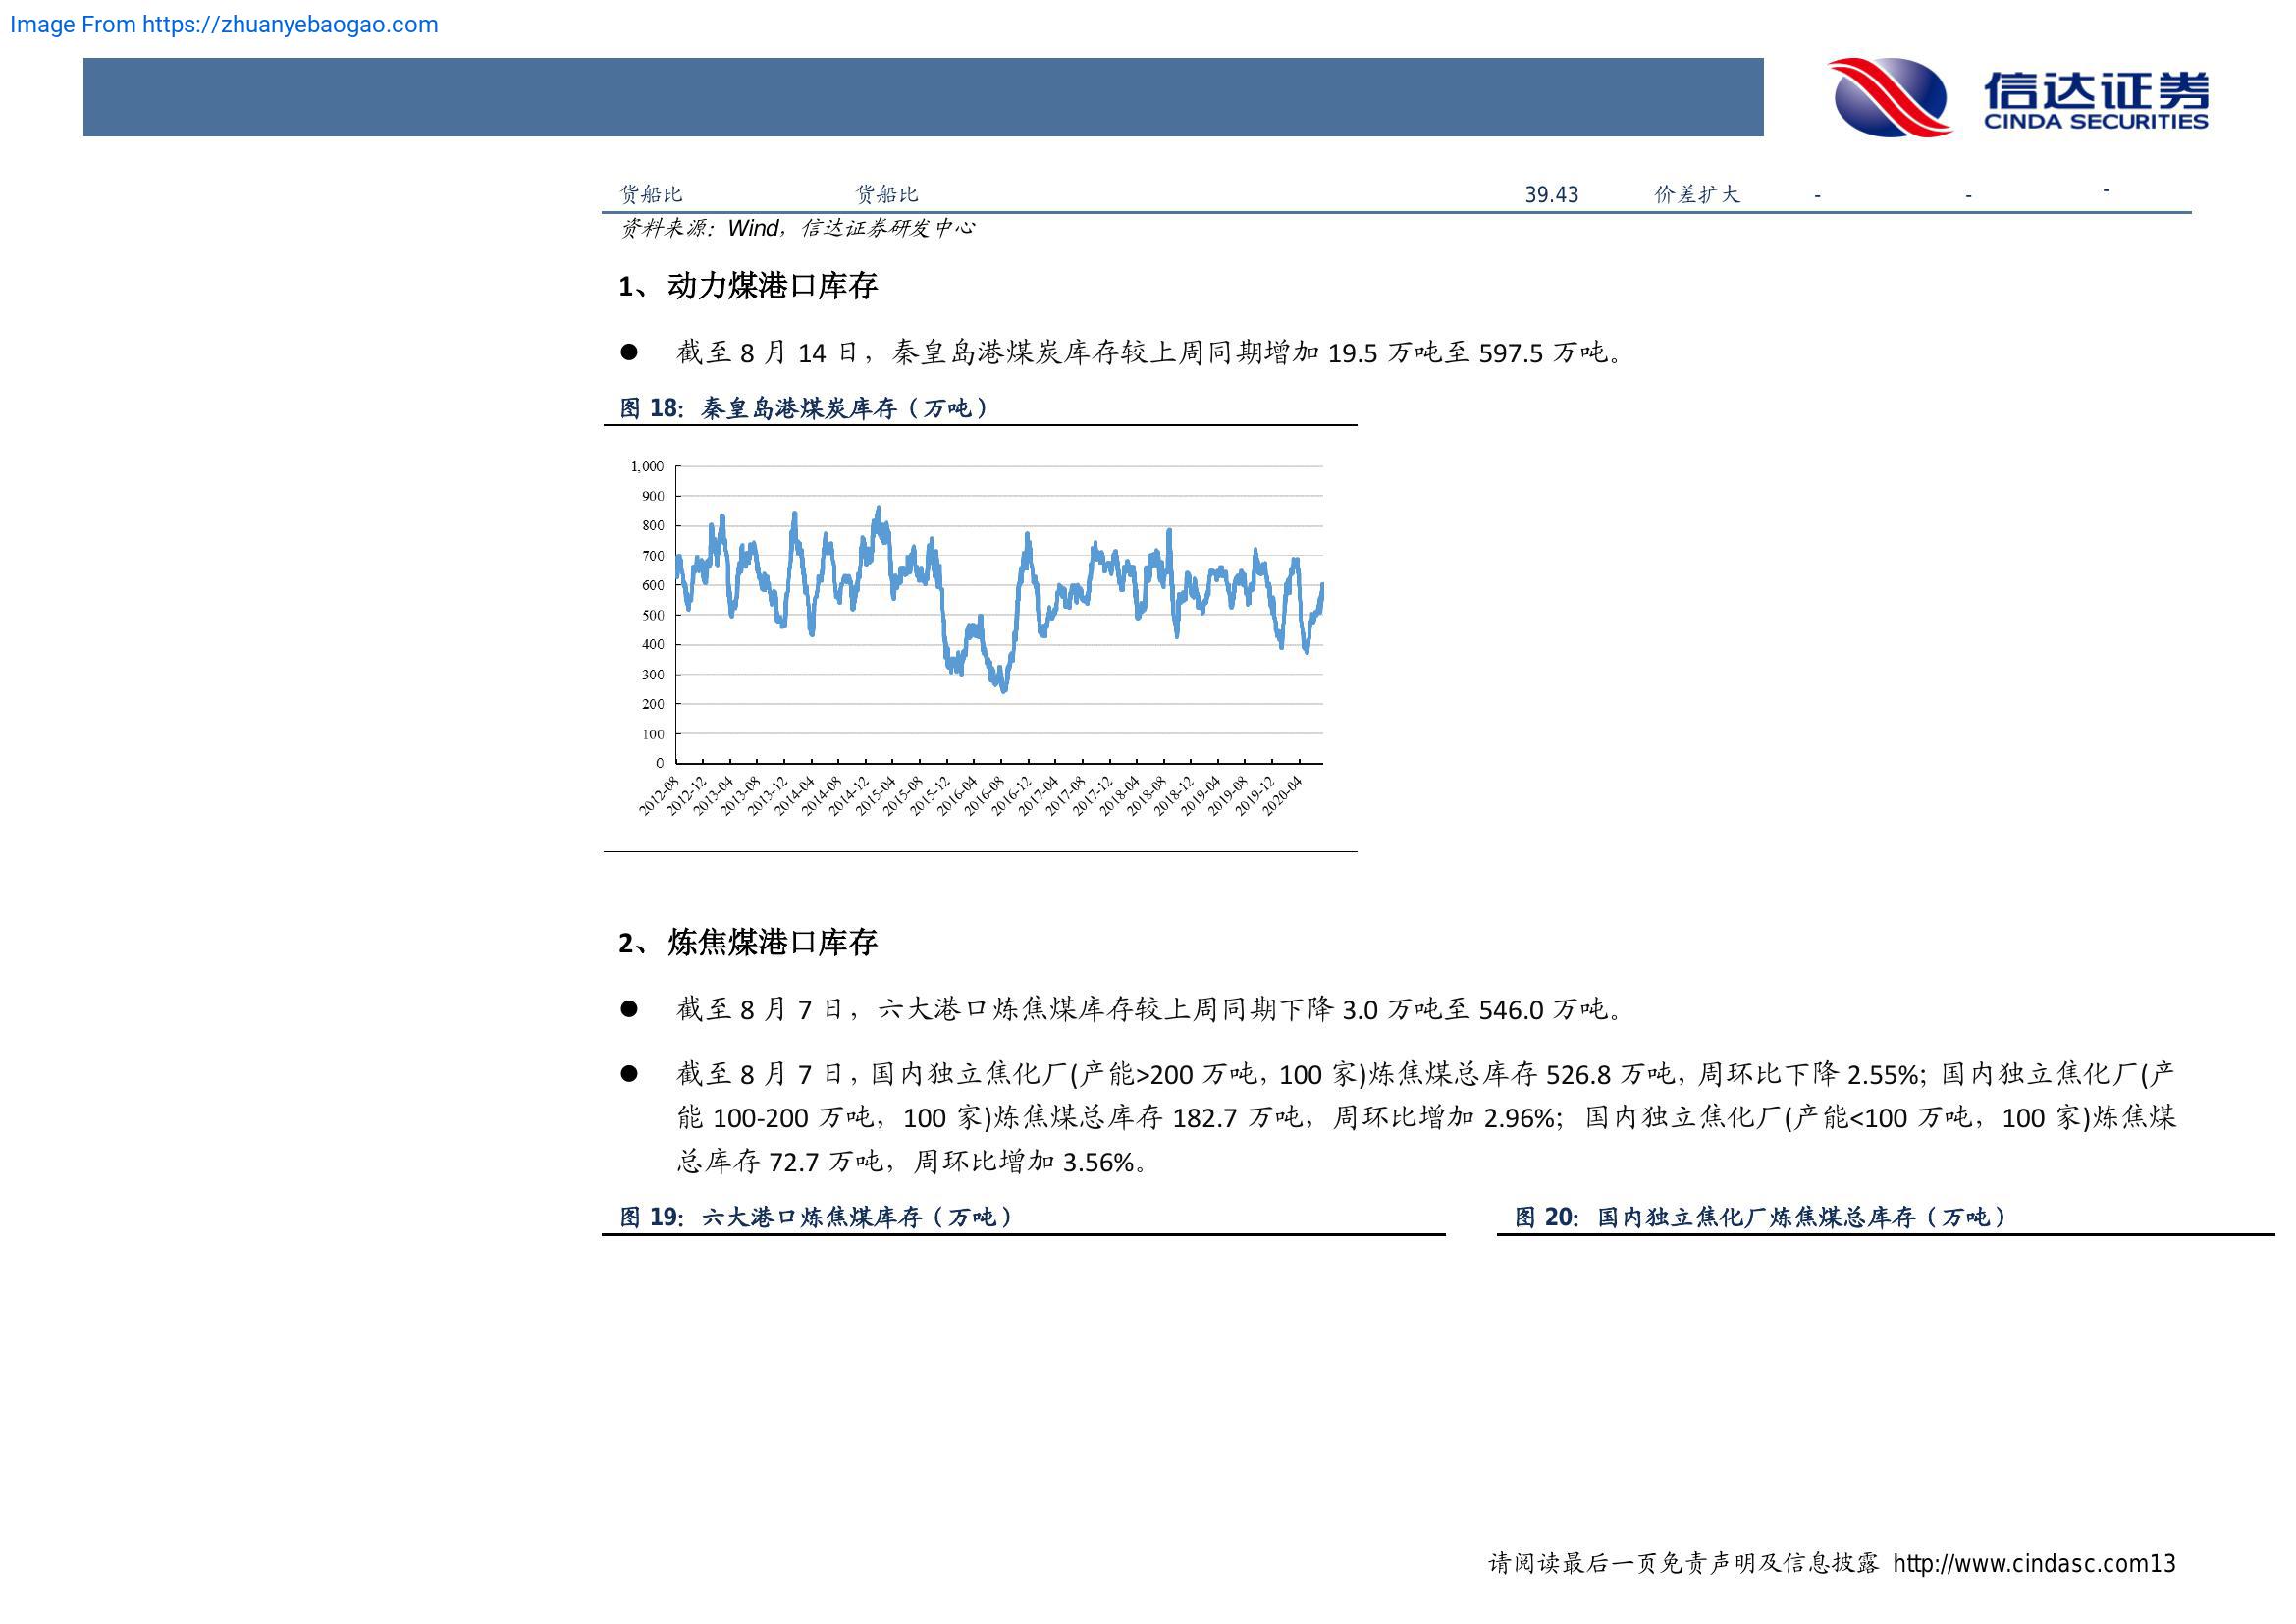 Image From https://zhuanyebaogao.com
信达证券
CINDA SECURITIES
货船比 货船比 39.43 价差扩大 - - -
资料来源：Wind，信达证券研发中心
1、 动力煤港口库存
● 截至 8 月 14 日，秦皇岛港煤炭库存较上周同期增加 19.5 万吨至 597.5 万吨。
图 18：秦皇岛港煤炭库存（万吨）
1,000
900
800
700
600
500
400
300
200
100
0
2012-08 2012-12 2013-04 2013-08 2013-12 2014-04 2014-08 2014-12 2015-04 2015-08 2015-12 2016-04 2016-08 2016-12 2017-04 2017-08 2017-12 2018-04 2018-08 2018-12 2019-04 2019-08 2019-12 2020-04
2、 炼焦煤港口库存
● 截至 8 月 7 日，六大港口炼焦煤库存较上周同期下降 3.0 万吨至 546.0 万吨。
● 截至 8 月 7 日，国内独立焦化厂(产能>200 万吨，100 家)炼焦煤总库存 526.8 万吨，周环比下降 2.55%；国内独立焦化厂(产
能 100-200 万吨，100 家)炼焦煤总库存 182.7 万吨，周环比增加 2.96%；国内独立焦化厂(产能<100 万吨，100 家)炼焦煤
总库存 72.7 万吨，周环比增加 3.56%。
图 19：六大港口炼焦煤库存（万吨） 图 20：国内独立焦化厂炼焦煤总库存（万吨）
请阅读最后一页免责声明及信息披露 http://www.cindasc.com13